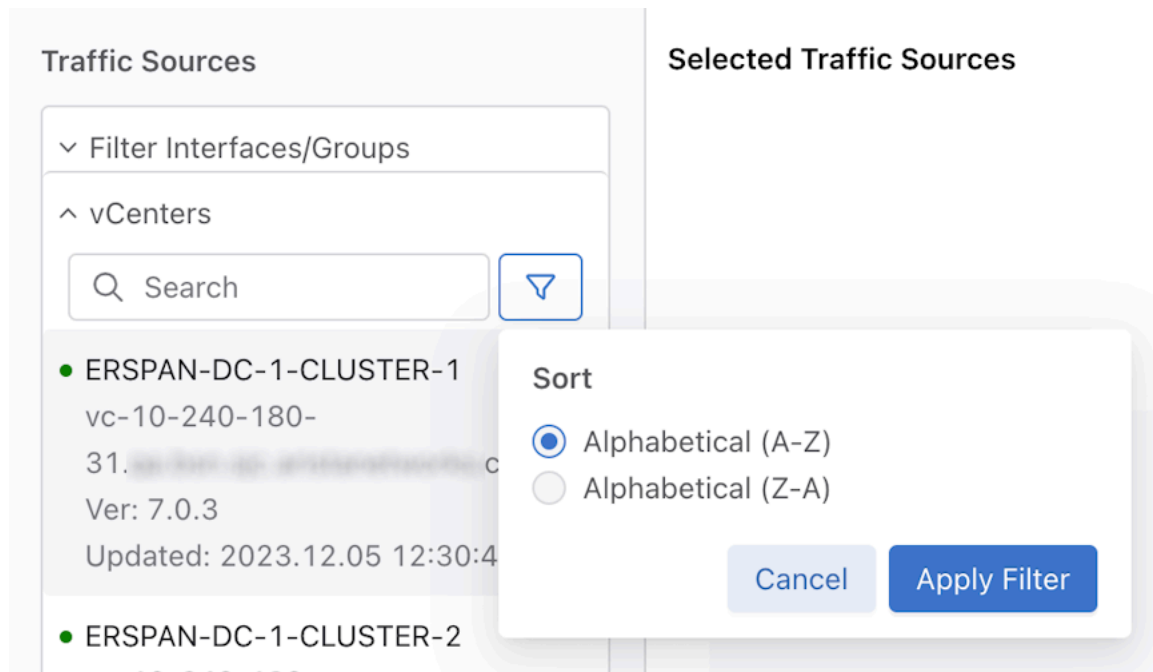 Traffic Sources
Selected Traffic Sources
Filter Interfaces/Groups
vCenters
Search
ERSPAN-DC-1-CLUSTER-1
vc-10-240-180-
31.
Ver: 7.0.3
Updated: 2023.12.05 12:30:4
Sort
Alphabetical (A-Z)
Alphabetical (Z-A)
Cancel
Apply Filter
ERSPAN-DC-1-CLUSTER-2